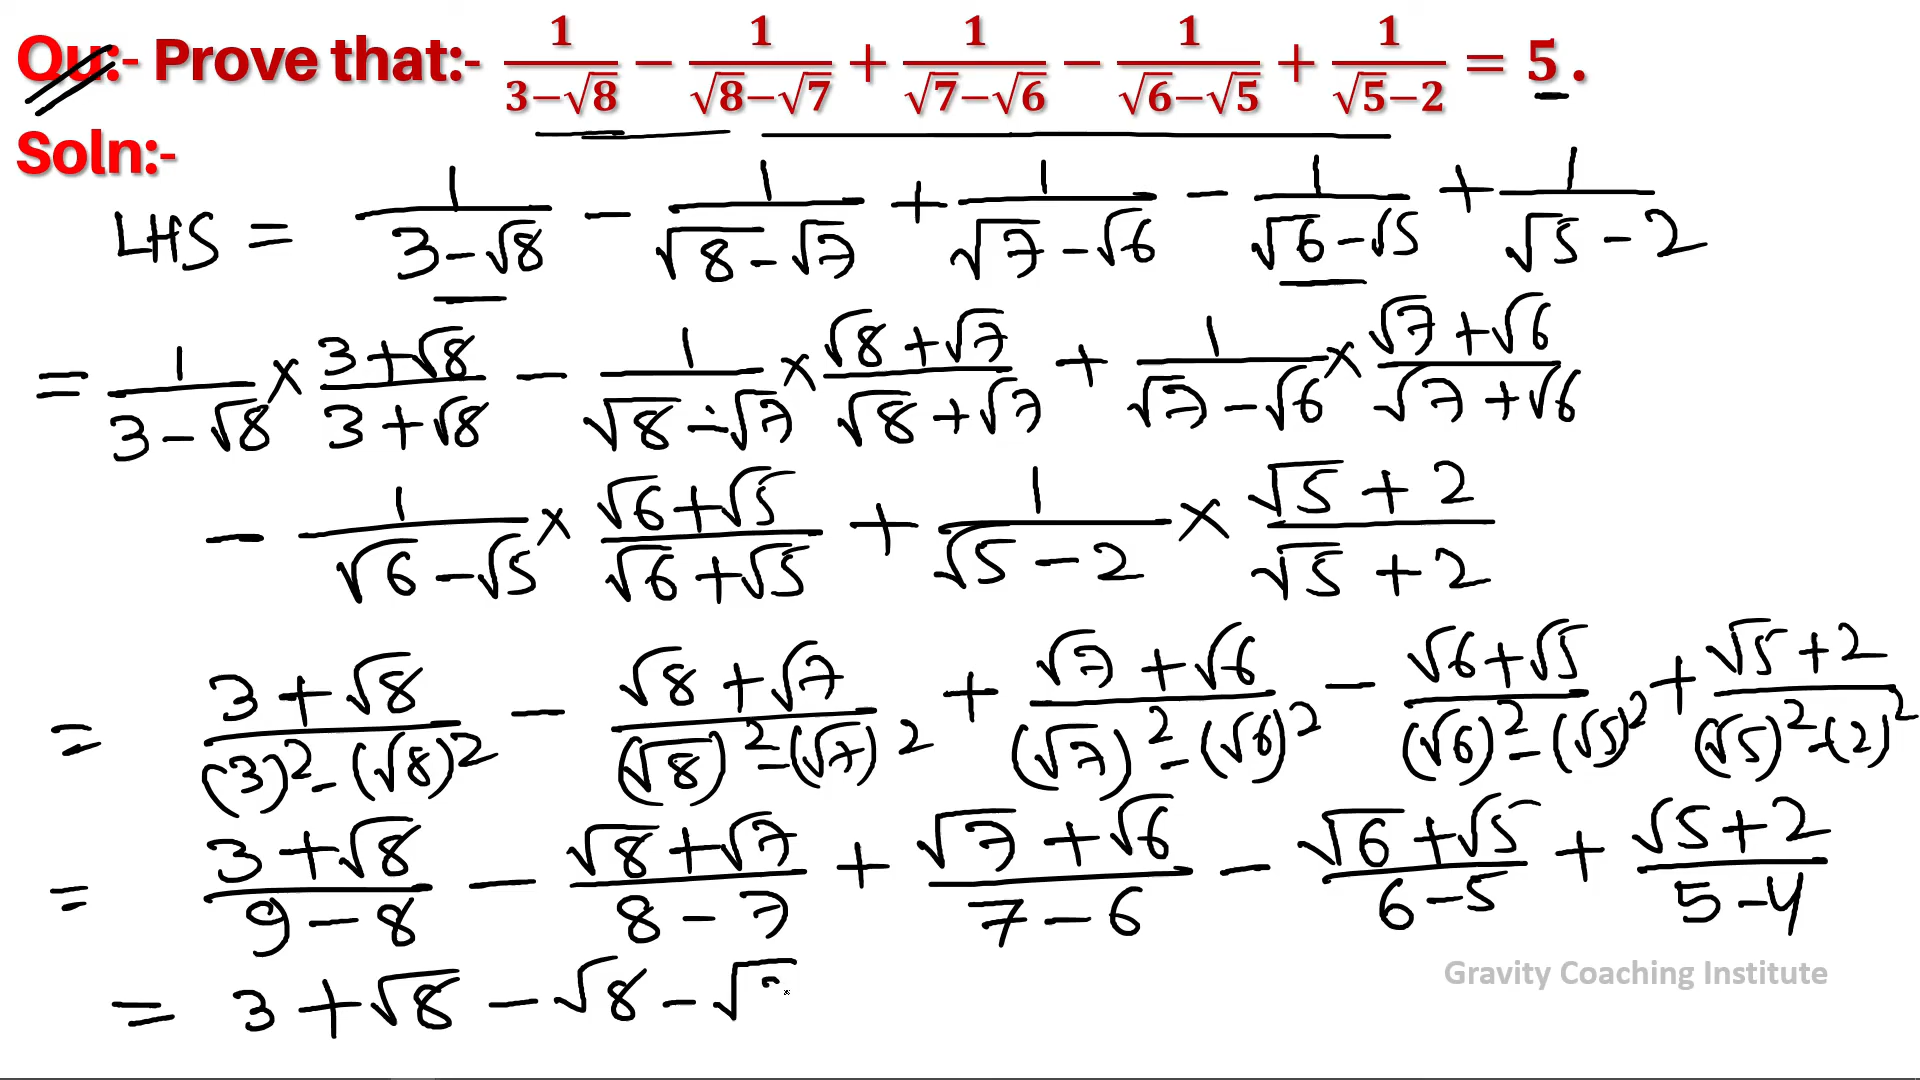 Qu:- Prove that:- 1/(3−√8) − 1/(√8−√7) + 1/(√7−√6) − 1/(√6−√5) + 1/(√5−2) = 5.
Soln:-
LHS = 1/(3−√8) − 1/(√8−√7) + 1/(√7−√6) − 1/(√6−√5) + 1/(√5−2)
= 1/(3−√8) × (3+√8)/(3+√8) − 1/(√8−√7) × (√8+√7)/(√8+√7) + 1/(√7−√6) × (√7+√6)/(√7+√6)
− 1/(√6−√5) × (√6+√5)/(√6+√5) + 1/(√5−2) × (√5+2)/(√5+2)
= (3+√8)/((3)²−(√8)²) − (√8+√7)/((√8)²−(√7)²) + (√7+√6)/((√7)²−(√6)²) − (√6+√5)/((√6)²−(√5)²) + (√5+2)/((√5)²−(2)²)
= (3+√8)/(9−8) − (√8+√7)/(8−7) + (√7+√6)/(7−6) − (√6+√5)/(6−5) + (√5+2)/(5−4)
Gravity Coaching Institute
= 3+√8−√8−√